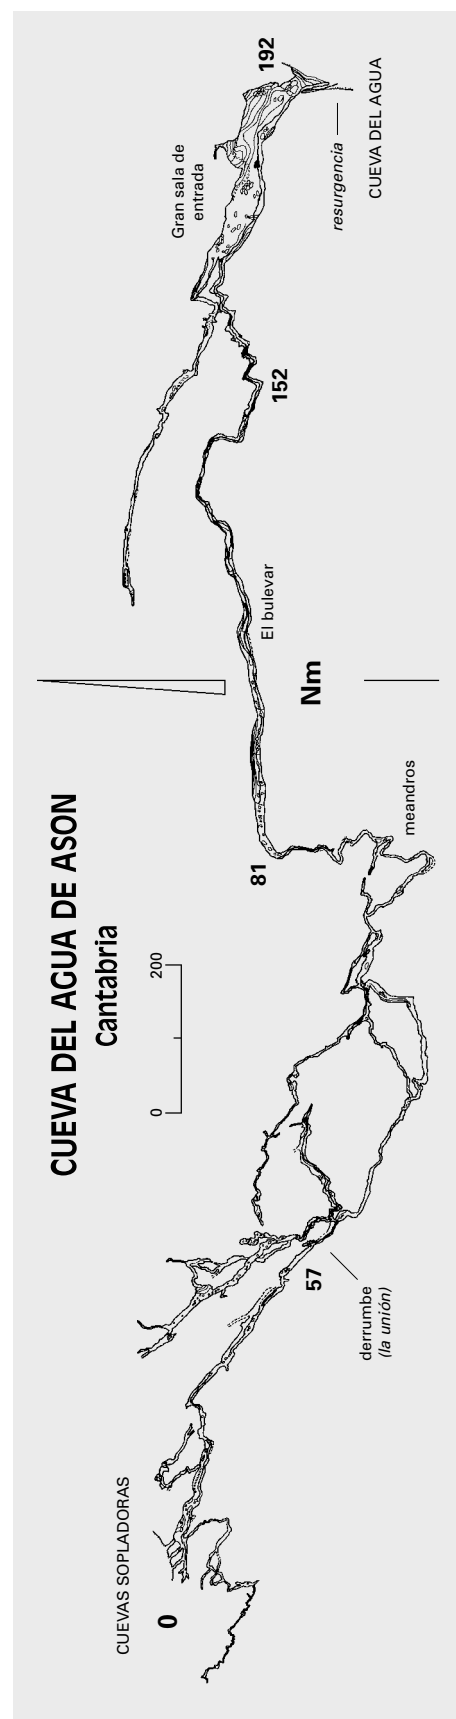 CUEVA DEL AGUA DE ASON
Cantabria
0
200
CUEVAS SOPLADORAS
0
57
derrumbe
(la unión)
81
meandros
Nm
El bulevar
152
Gran sala de
entrada
192
resurgencia
CUEVA DEL AGUA